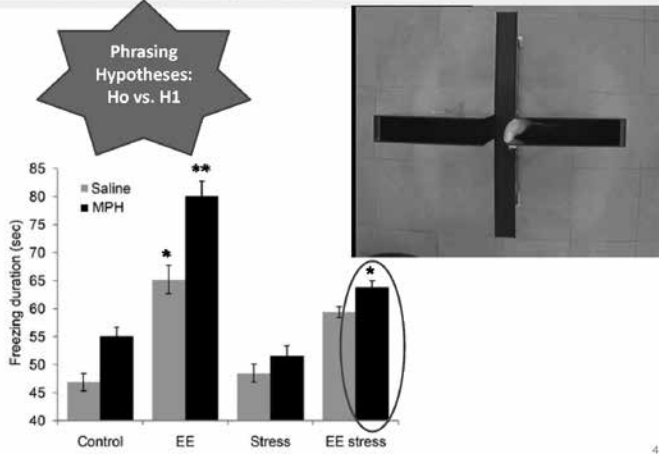 Phrasing
Hypotheses:
Ho vs. H1
85
80
75
70
65
60
55
50
45
40
Freezing duration (sec)
Saline
MPH
**
*
*
Control EE Stress EE stress
4